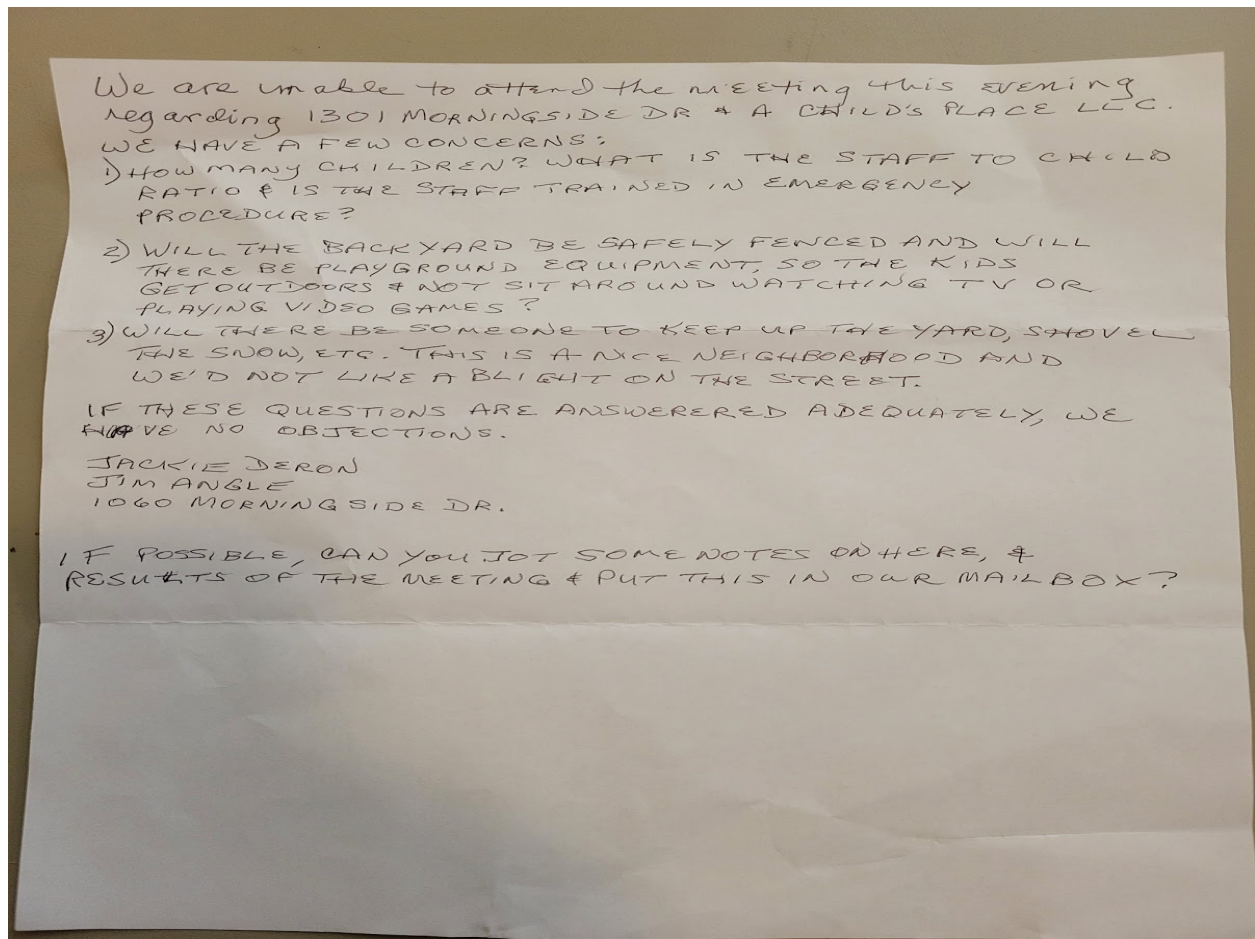 We are unable to attend the meeting this evening
regarding 1301 MORNINGSIDE DR & A CHILD'S PLACE LLC.
WE HAVE A FEW CONCERNS:
1) HOW MANY CHILDREN? WHAT IS THE STAFF TO CHILD
RATIO & IS THE STAFF TRAINED IN EMERGENCY
PROCEDURE?
2) WILL THE BACKYARD BE SAFELY FENCED AND WILL
THERE BE PLAYGROUND EQUIPMENT, SO THE KIDS
GET OUTDOORS & NOT SIT AROUND WATCHING TV OR
PLAYING VIDEO GAMES?
3) WILL THERE BE SOMEONE TO KEEP UP THE YARD, SHOVEL
THE SNOW, ETC. THIS IS A NICE NEIGHBORHOOD AND
WE'D NOT LIKE A BLIGHT ON THE STREET.
IF THESE QUESTIONS ARE ANSWERERED ADEQUATELY, WE
HAVE NO OBJECTIONS.
JACKIE DERON
JIM ANGLE
1060 MORNINGSIDE DR.
IF POSSIBLE, CAN YOU JOT SOME NOTES ON HERE, &
RESULTS OF THE MEETING & PUT THIS IN OUR MAILBOX?